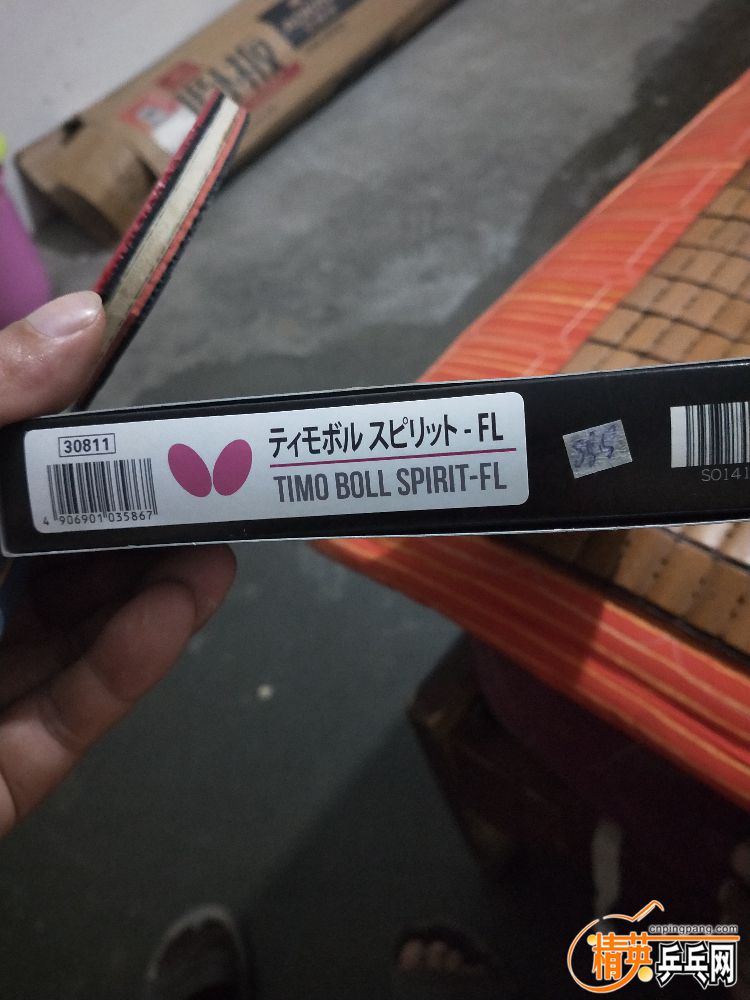 30811
4 906901 035867
ティモボル スピリット - FL
TIMO BOLL SPIRIT-FL
S0141
cnpingpang.com
精英乒乓网